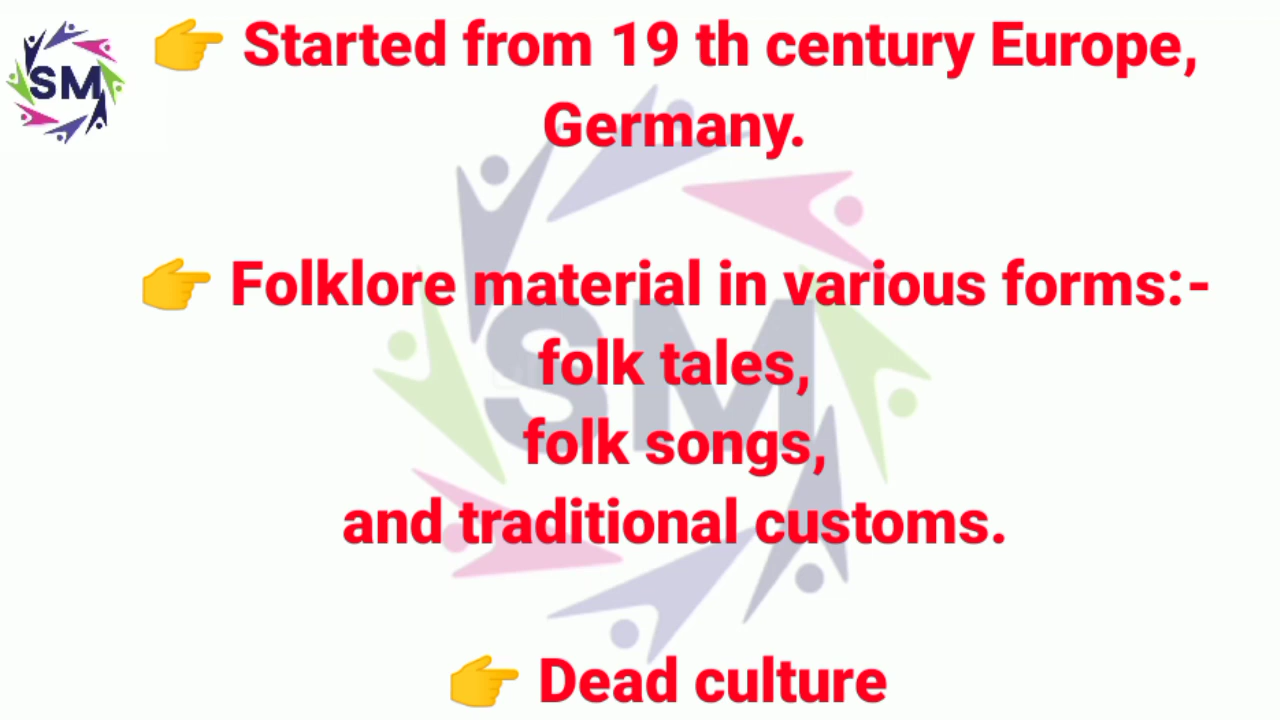 SM
👉 Started from 19 th century Europe,
Germany.
👉 Folklore material in various forms:-
folk tales,
folk songs,
and traditional customs.
👉 Dead culture
SM